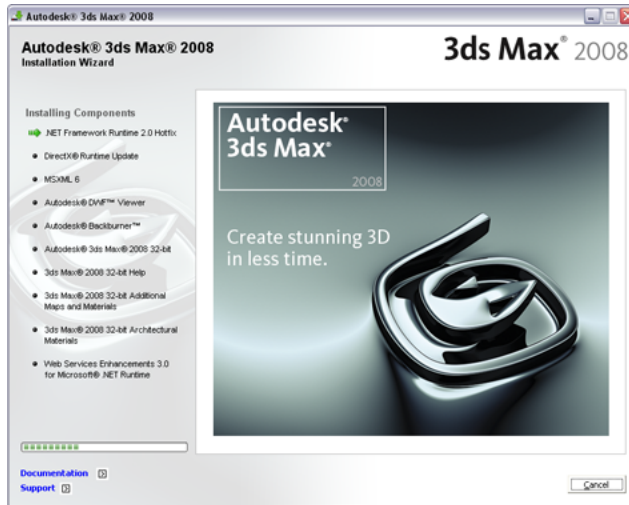 Autodesk® 3ds Max® 2008
Autodesk® 3ds Max® 2008
Installation Wizard
3ds Max® 2008
Installing Components
.NET Framework Runtime 2.0 Hotfix
DirectX® Runtime Update
MSXML 6
Autodesk® DWF™ Viewer
Autodesk® Backburner™
Autodesk® 3ds Max® 2008 32-bit
3ds Max® 2008 32-bit Help
3ds Max® 2008 32-bit Additional
Maps and Materials
3ds Max® 2008 32-bit Architectural
Materials
Web Services Enhancements 3.0
for Microsoft® .NET Runtime
Autodesk®
3ds Max®
2008
Create stunning 3D
in less time.
Documentation
Support
Cancel